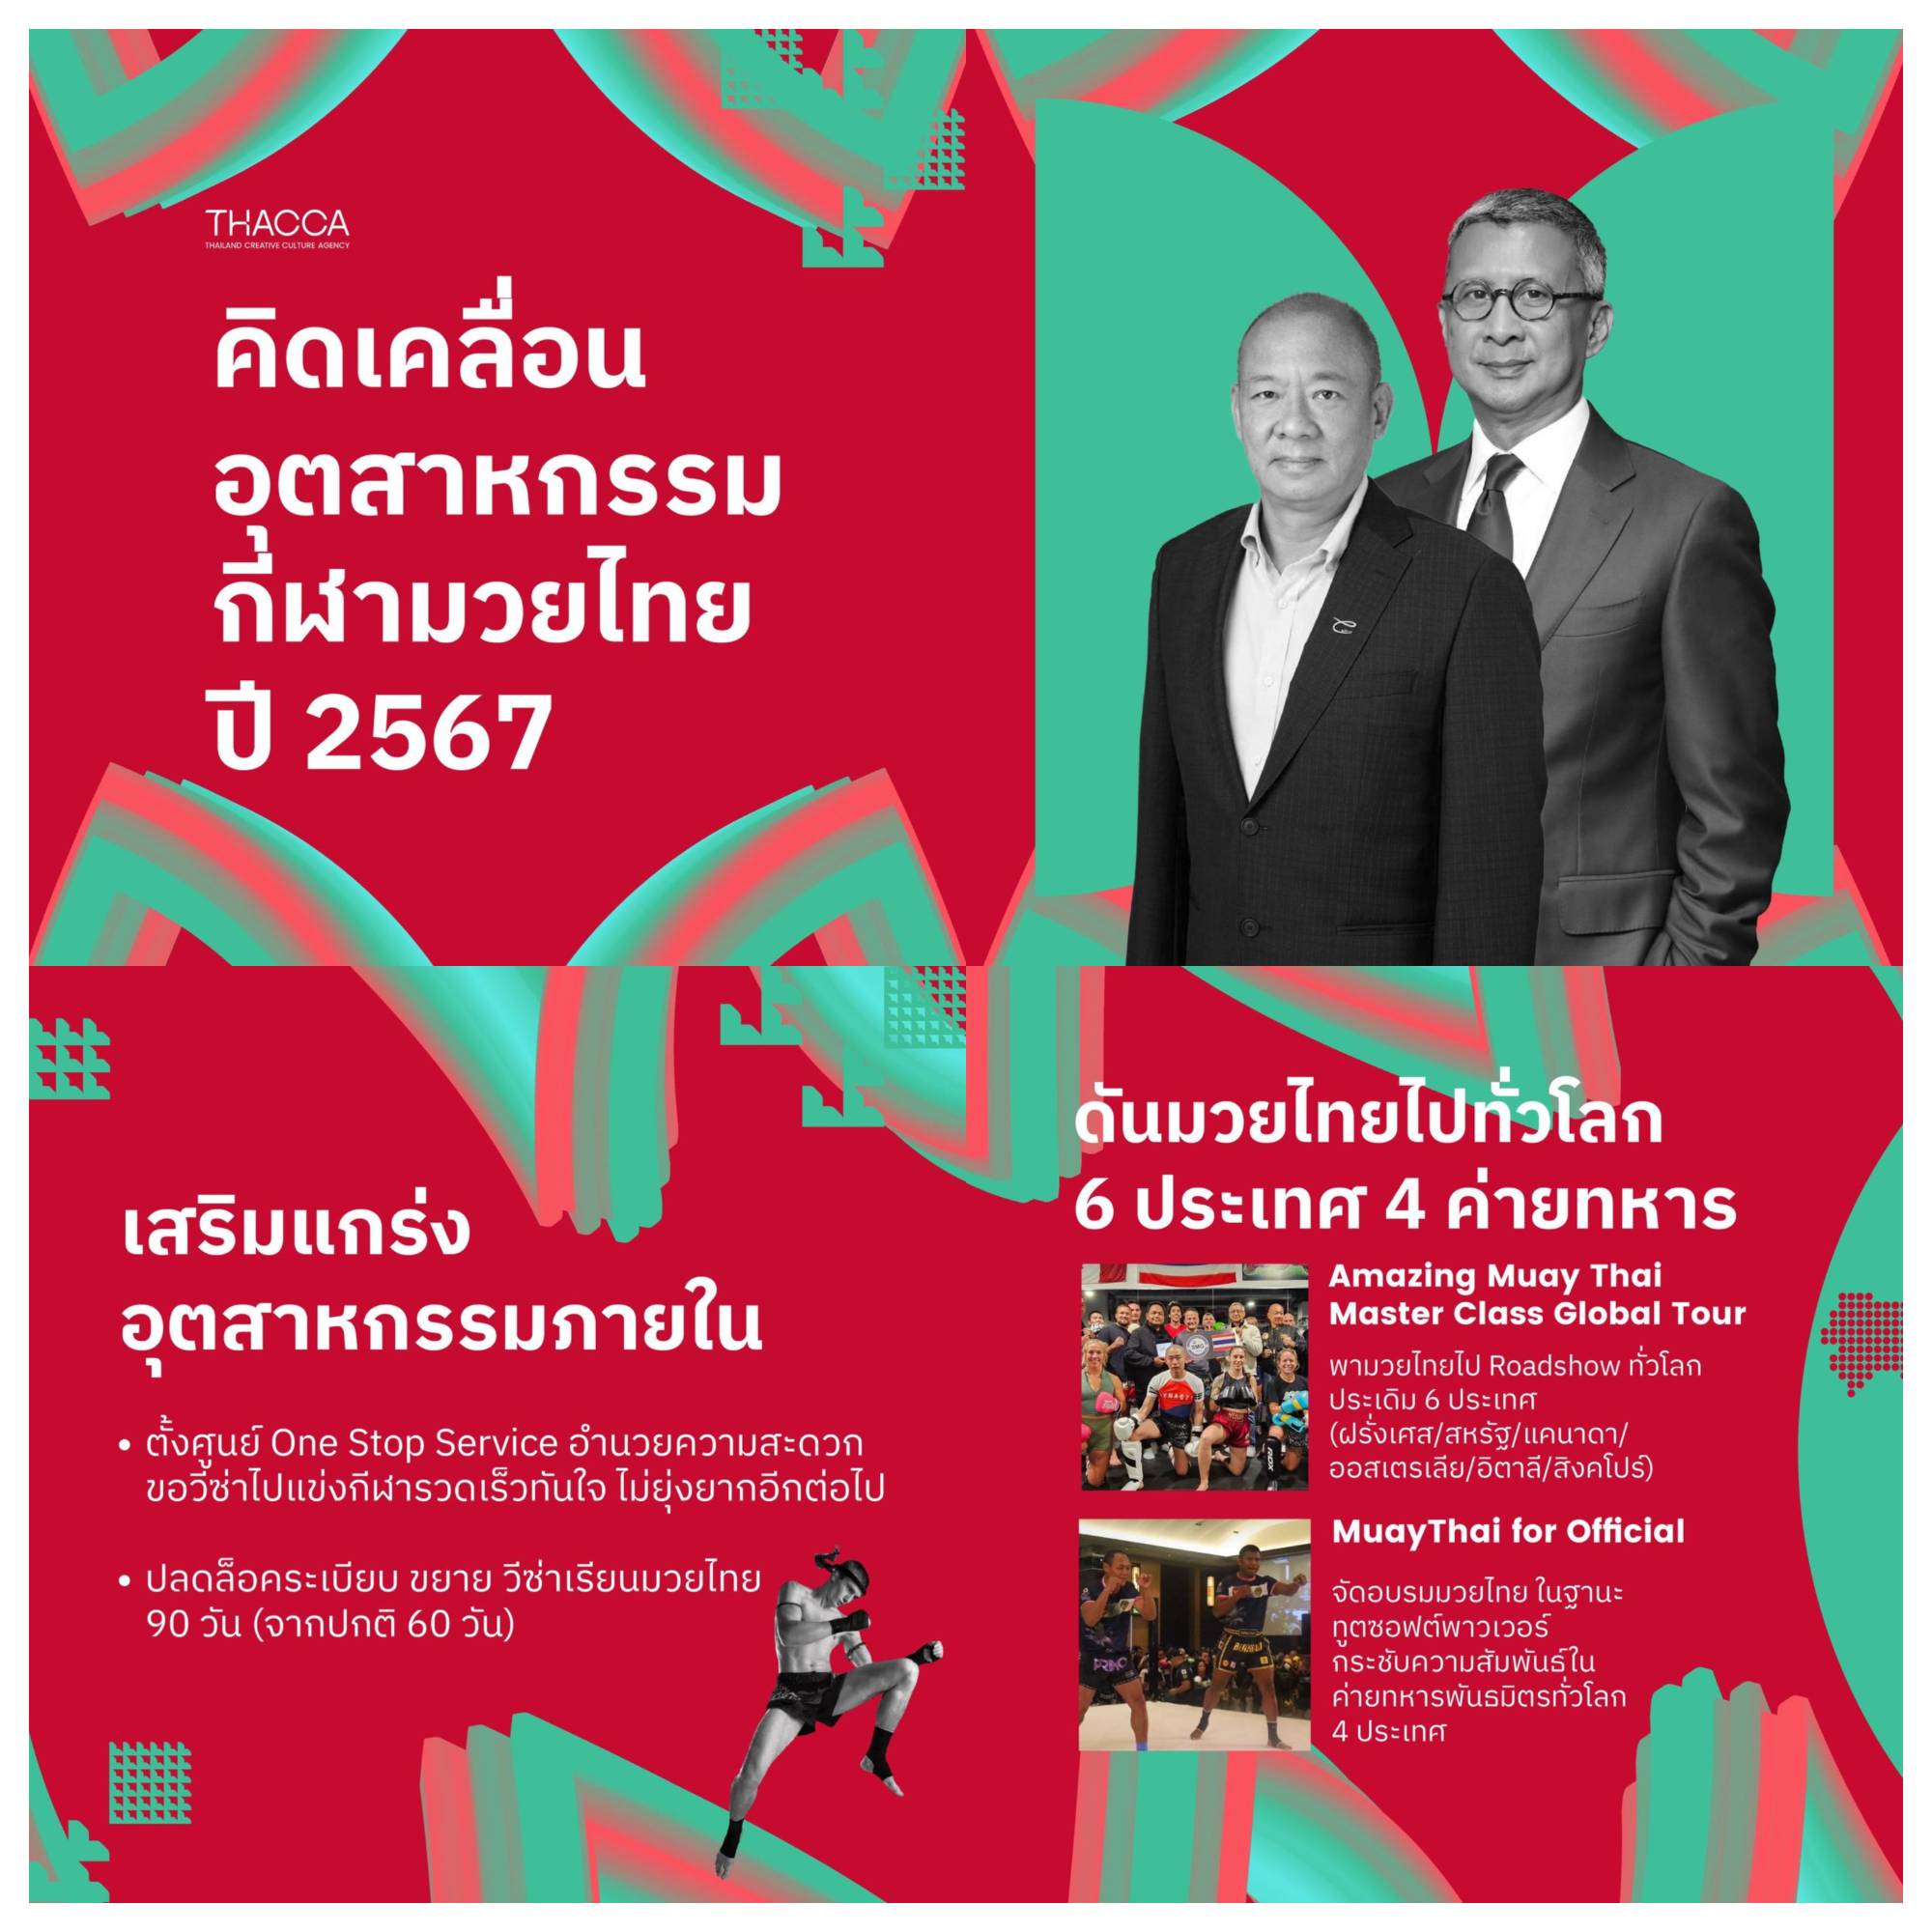 THACCA
THAILAND CREATIVE CULTURE AGENCY
คิดเคลื่อน
อุตสาหกรรม
กีฬามวยไทย
ปี 2567
เสริมแกร่ง
อุตสาหกรรมภายใน
• ตั้งศูนย์ One Stop Service อำนวยความสะดวก
ขอวีซ่าไปแข่งกีฬารวดเร็วทันใจ ไม่ยุ่งยากอีกต่อไป
• ปลดล็อคระเบียบ ขยาย วีซ่าเรียนมวยไทย
90 วัน (จากปกติ 60 วัน)
ดันมวยไทยไปทั่วโลก
6 ประเทศ 4 ค่ายทหาร
Amazing Muay Thai
Master Class Global Tour
พามวยไทยไป Roadshow ทั่วโลก
ประเดิม 6 ประเทศ
(ฝรั่งเศส/สหรัฐ/แคนาดา/
ออสเตรเลีย/อิตาลี/สิงคโปร์)
MuayThai for Official
จัดอบรมมวยไทย ในฐานะ
ทูตซอฟต์พาวเวอร์
กระชับความสัมพันธ์ใน
ค่ายทหารพันธมิตรทั่วโลก
4 ประเทศ